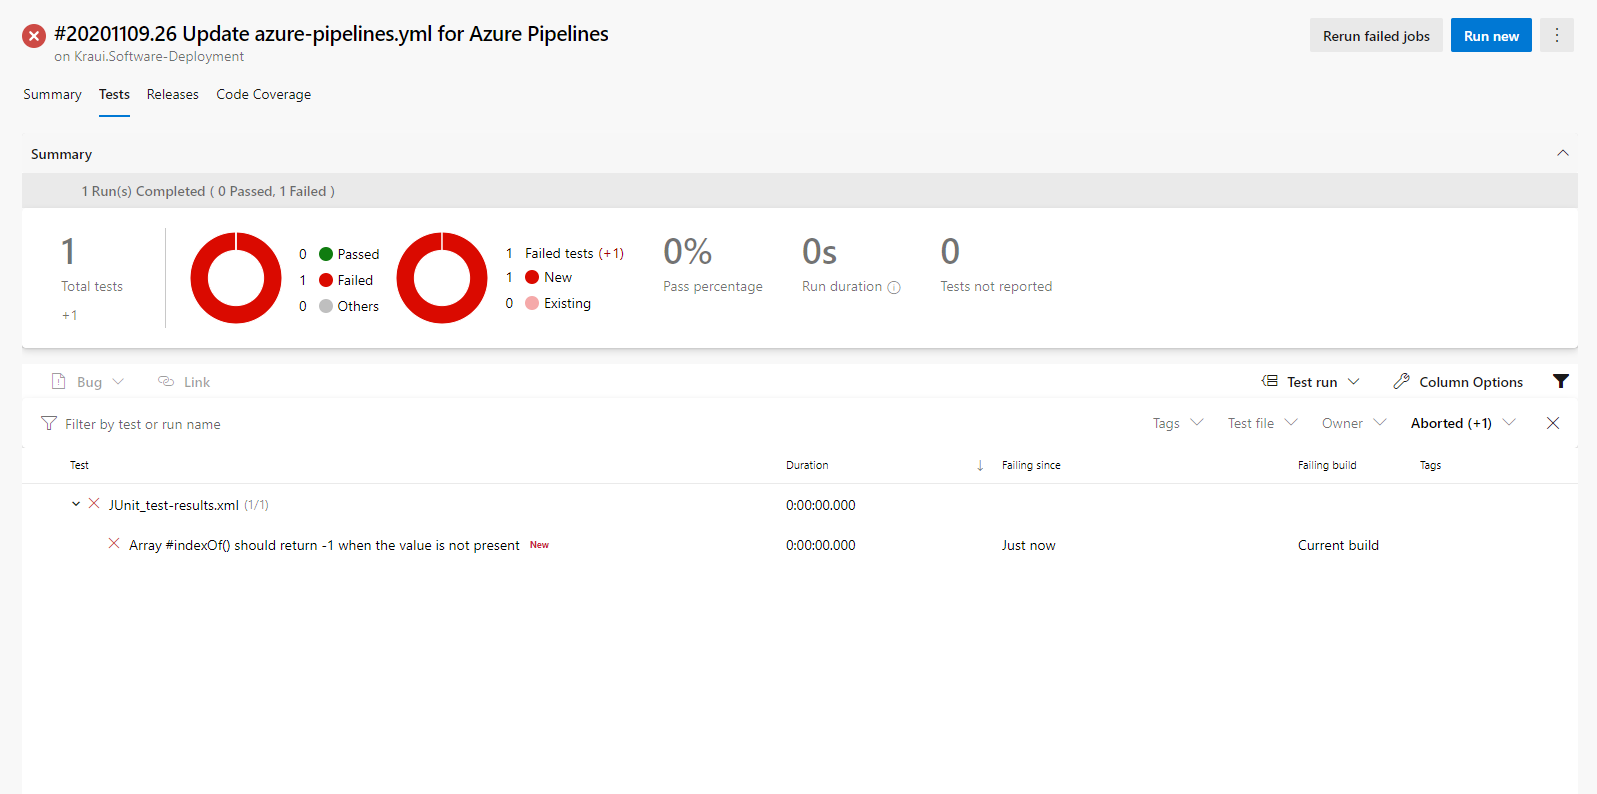 #20201109.26 Update azure-pipelines.yml for Azure Pipelines
on Kraui.Software-Deployment
Rerun failed jobs
Run new
Summary Tests Releases Code Coverage
Summary
1 Run(s) Completed ( 0 Passed, 1 Failed )
1
Total tests
+1
0 Passed
1 Failed
0 Others
1 Failed tests (+1)
1 New
0 Existing
0%
Pass percentage
0s
Run duration
0
Tests not reported
Bug Link Test run Column Options
Filter by test or run name Tags Test file Owner Aborted (+1)
Test Duration Failing since Failing build Tags
JUnit_test-results.xml (1/1) 0:00:00.000
Array #indexOf() should return -1 when the value is not present New 0:00:00.000 Just now Current build